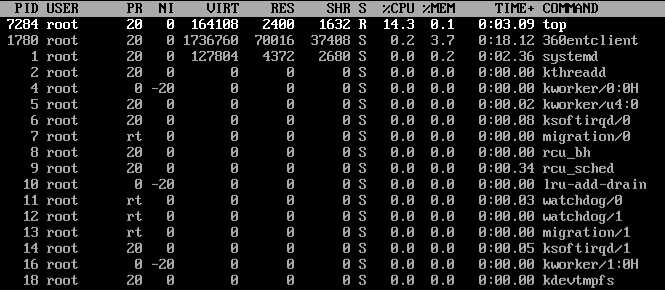 PID USER PR NI VIRT RES SHR S %CPU %MEM TIME+ COMMAND
7284 root 20 0 164108 2400 1632 R 14.3 0.1 0:03.09 top
1780 root 20 0 1736760 70016 37408 S 0.2 3.7 0:18.12 360entclient
1 root 20 0 127804 4372 2680 S 0.0 0.2 0:02.36 systemd
2 root 20 0 0 0 0 S 0.0 0.0 0:00.00 kthreadd
4 root 0 -20 0 0 0 S 0.0 0.0 0:00.00 kworker/0:0H
5 root 20 0 0 0 0 S 0.0 0.0 0:00.02 kworker/u4:0
6 root 20 0 0 0 0 S 0.0 0.0 0:00.08 ksoftirqd/0
7 root rt 0 0 0 0 S 0.0 0.0 0:00.00 migration/0
8 root 20 0 0 0 0 S 0.0 0.0 0:00.00 rcu_bh
9 root 20 0 0 0 0 S 0.0 0.0 0:00.34 rcu_sched
10 root 0 -20 0 0 0 S 0.0 0.0 0:00.00 lru-add-drain
11 root rt 0 0 0 0 S 0.0 0.0 0:00.03 watchdog/0
12 root rt 0 0 0 0 S 0.0 0.0 0:00.00 watchdog/1
13 root rt 0 0 0 0 S 0.0 0.0 0:00.00 migration/1
14 root 20 0 0 0 0 S 0.0 0.0 0:00.05 ksoftirqd/1
16 root 0 -20 0 0 0 S 0.0 0.0 0:00.00 kworker/1:0H
18 root 20 0 0 0 0 S 0.0 0.0 0:00.00 kdevtmpfs